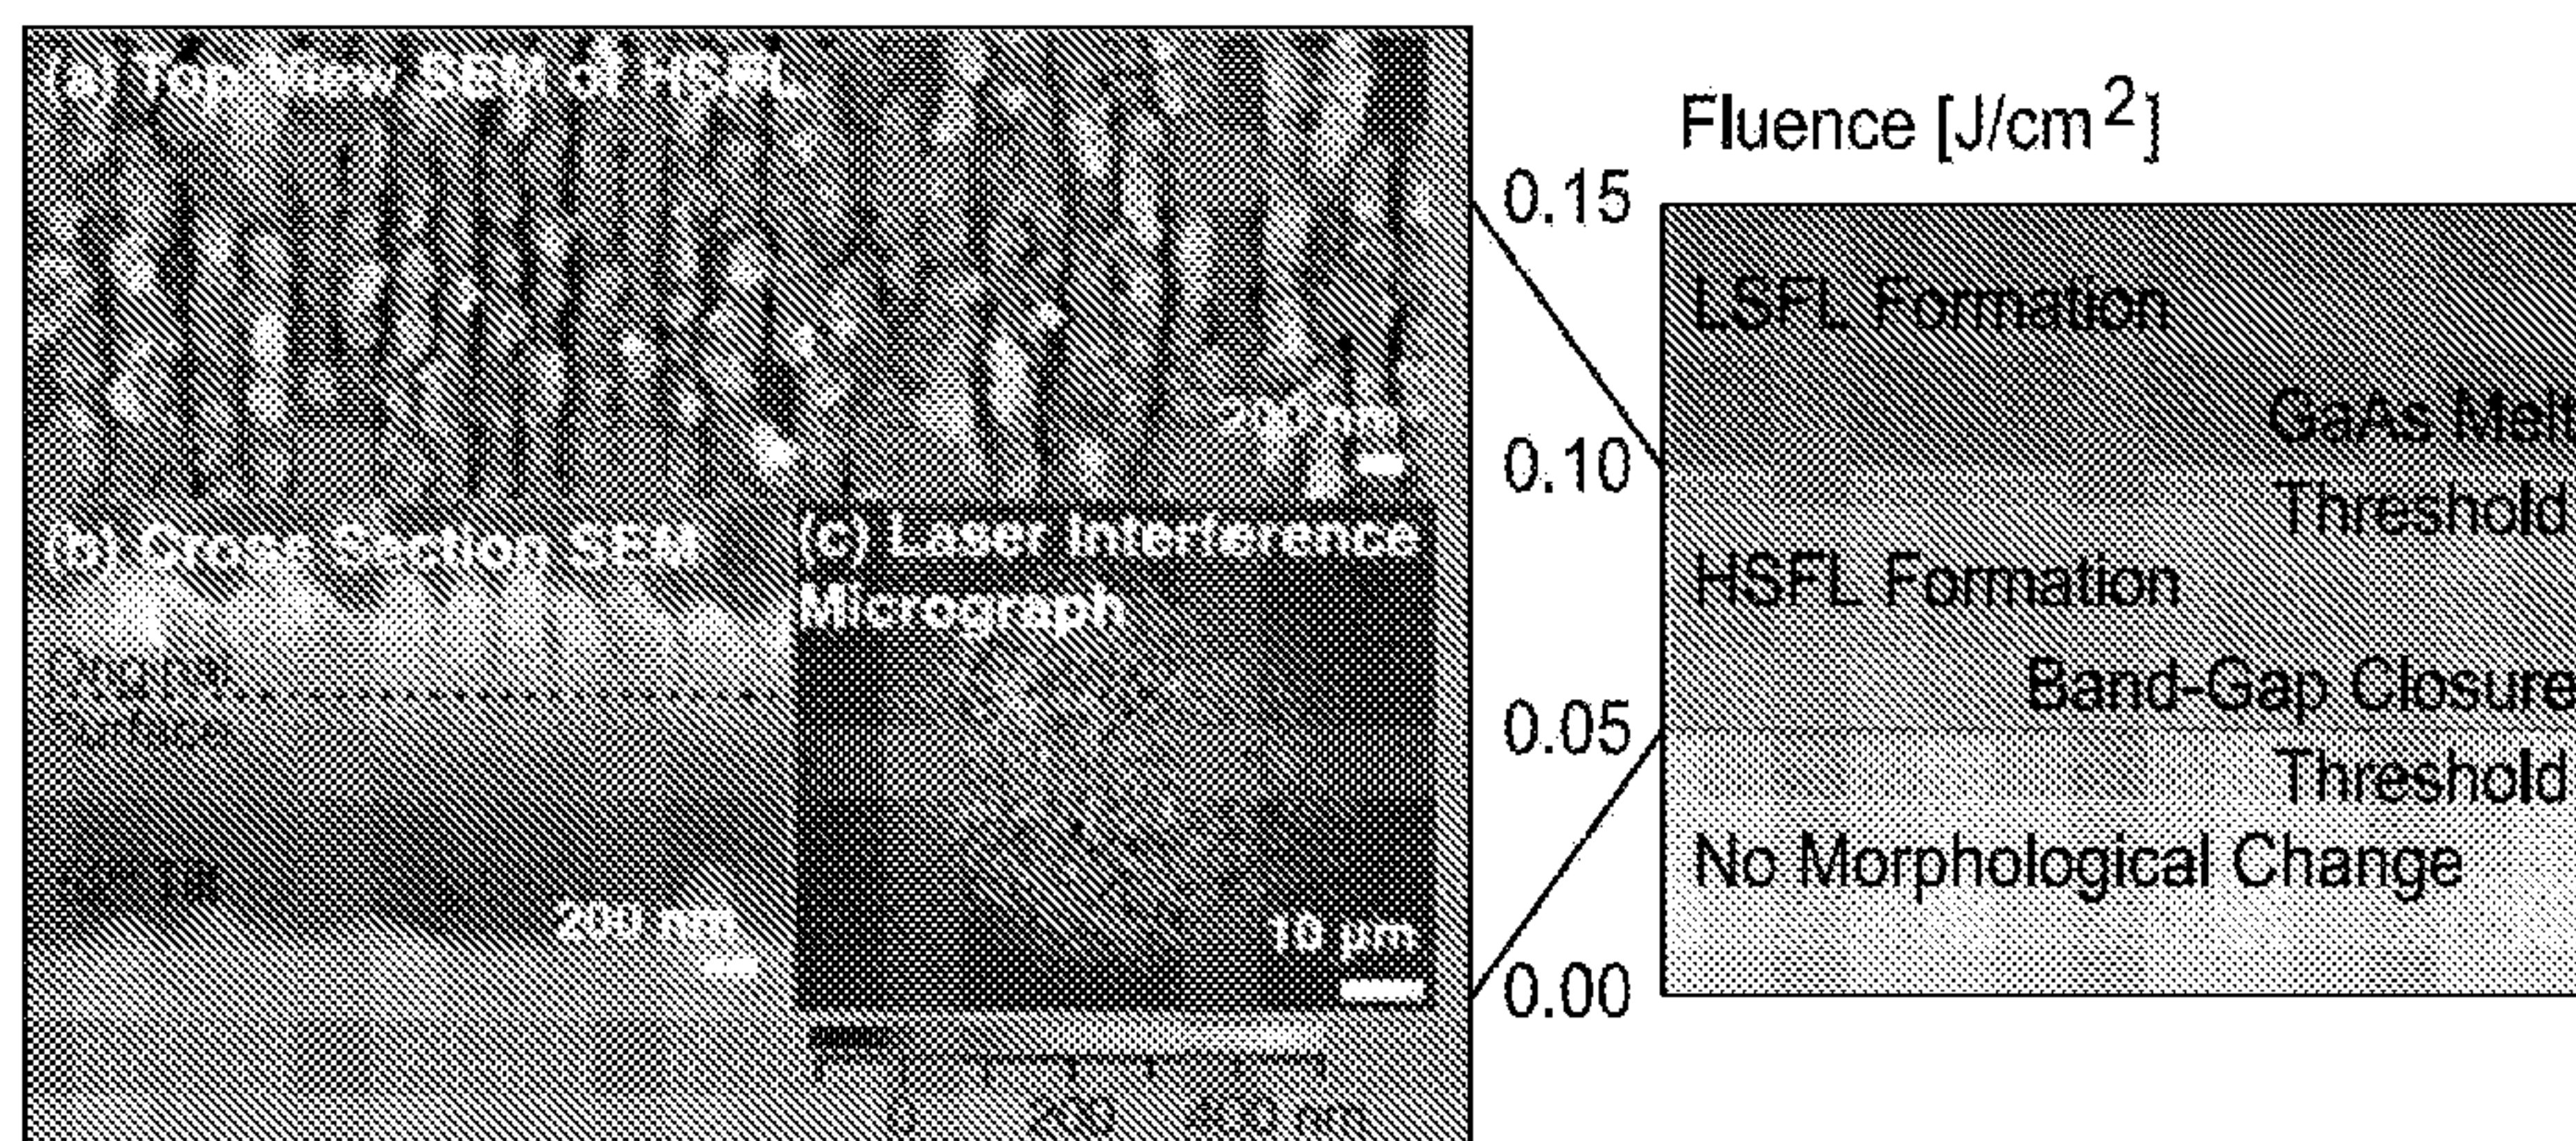 (a) Top View SEM of HSFL
200 nm
(b) Cross Section SEM
Original
Surface
200 nm
(c) Laser Interference
Micrograph
10 µm
0 200 400 nm
Fluence [J/cm²]
0.15
0.10
0.05
0.00
LSFL Formation
GaAs Melt
Threshold
HSFL Formation
Band-Gap Closure
Threshold
No Morphological Change